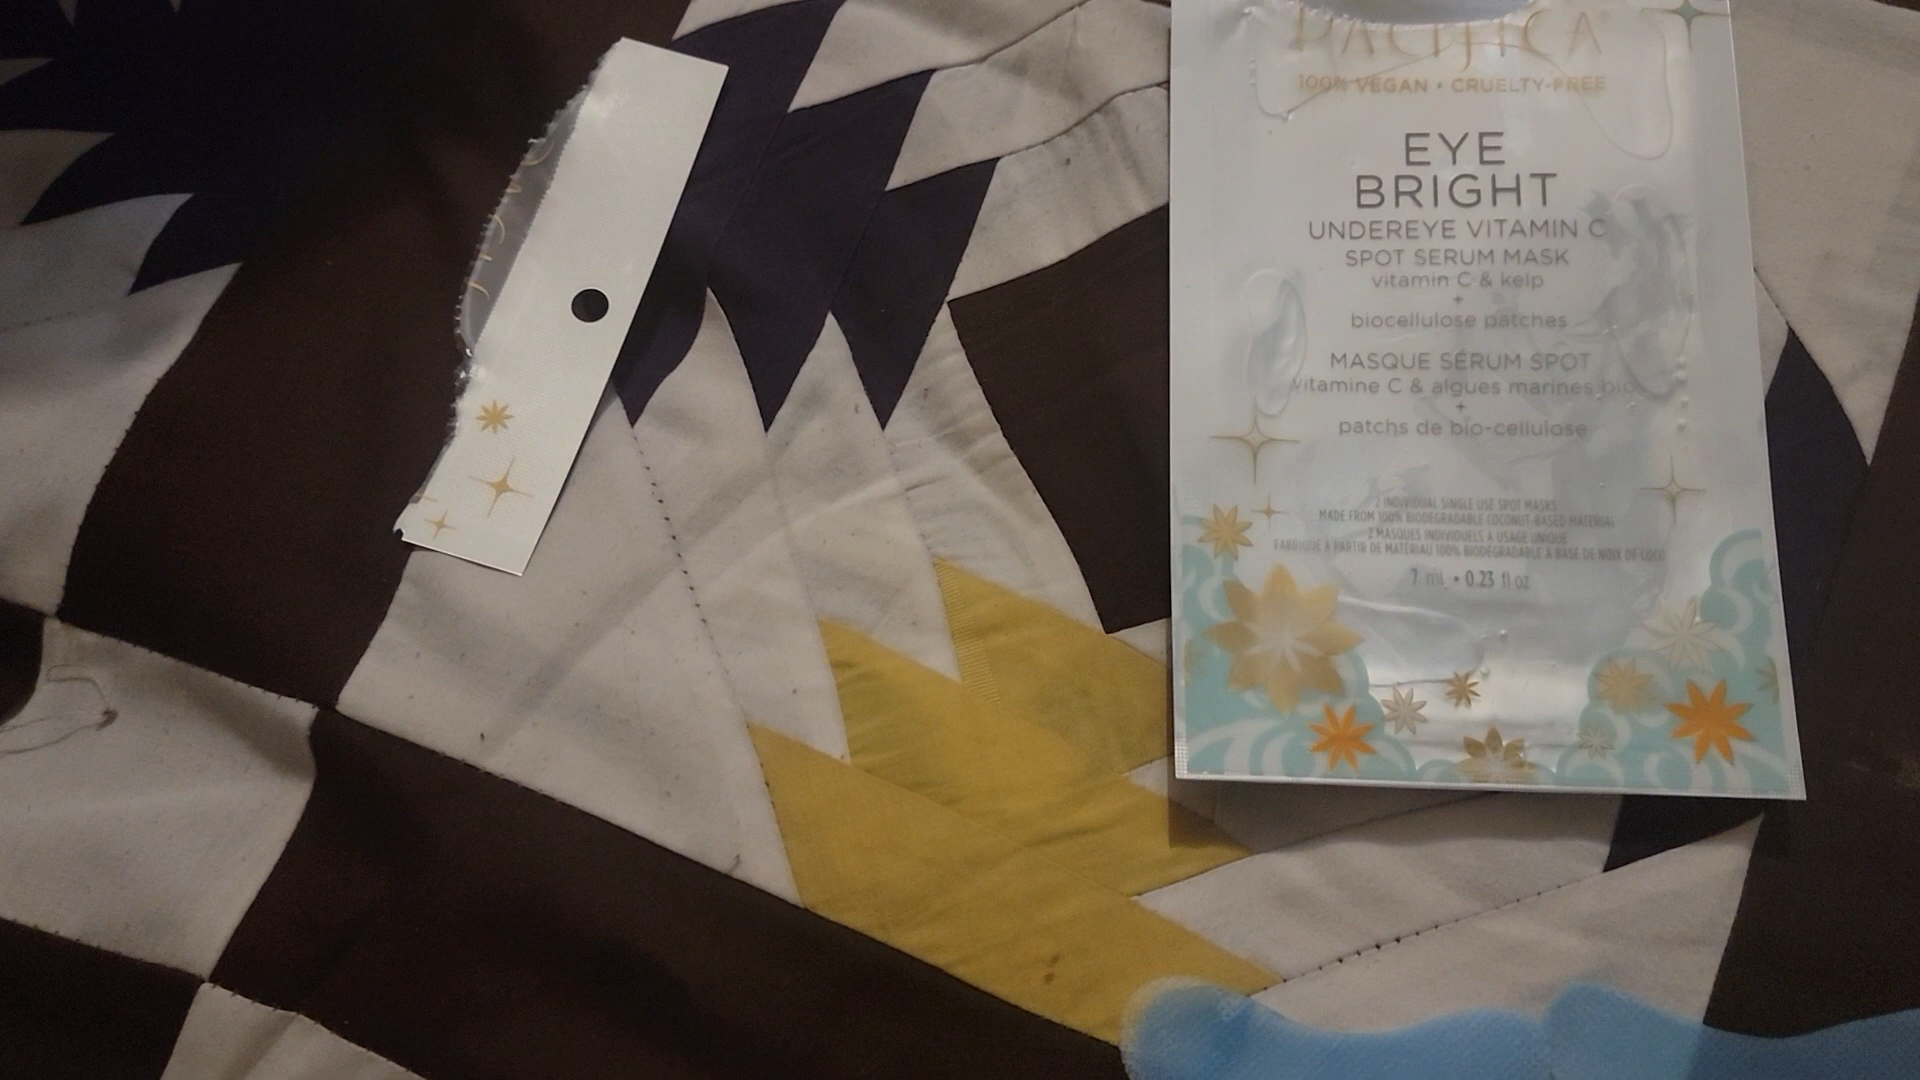 PACIFICA
100% VEGAN • CRUELTY-FREE
EYE
BRIGHT
UNDEREYE VITAMIN C
SPOT SERUM MASK
vitamin C & kelp
+
biocellulose patches
MASQUE SÉRUM SPOT
vitamine C & algues marines bio
+
patchs de bio-cellulose
2 INDIVIDUAL SINGLE USE SPOT MASKS
MADE FROM 100% BIODEGRADABLE COCONUT-BASED MATERIAL
2 MASQUES INDIVIDUELS À USAGE UNIQUE
FABRIQUÉ À PARTIR DE MATÉRIAU 100% BIODÉGRADABLE À BASE DE NOIX DE COCO
7 mL • 0.23 fl oz